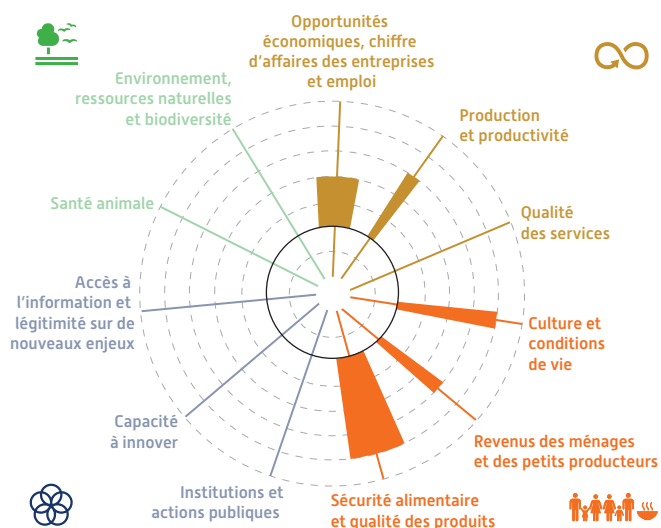 Opportunités
économiques, chiffre
d'affaires des entreprises
et emploi
Production
et productivité
Qualité
des services
Culture et
conditions
de vie
Revenus des ménages
et des petits producteurs
Sécurité alimentaire
et qualité des produits
Institutions et
actions publiques
Capacité
à innover
Accès à
l'information et
légitimité sur de
nouveaux enjeux
Santé animale
Environnement,
ressources naturelles
et biodiversité